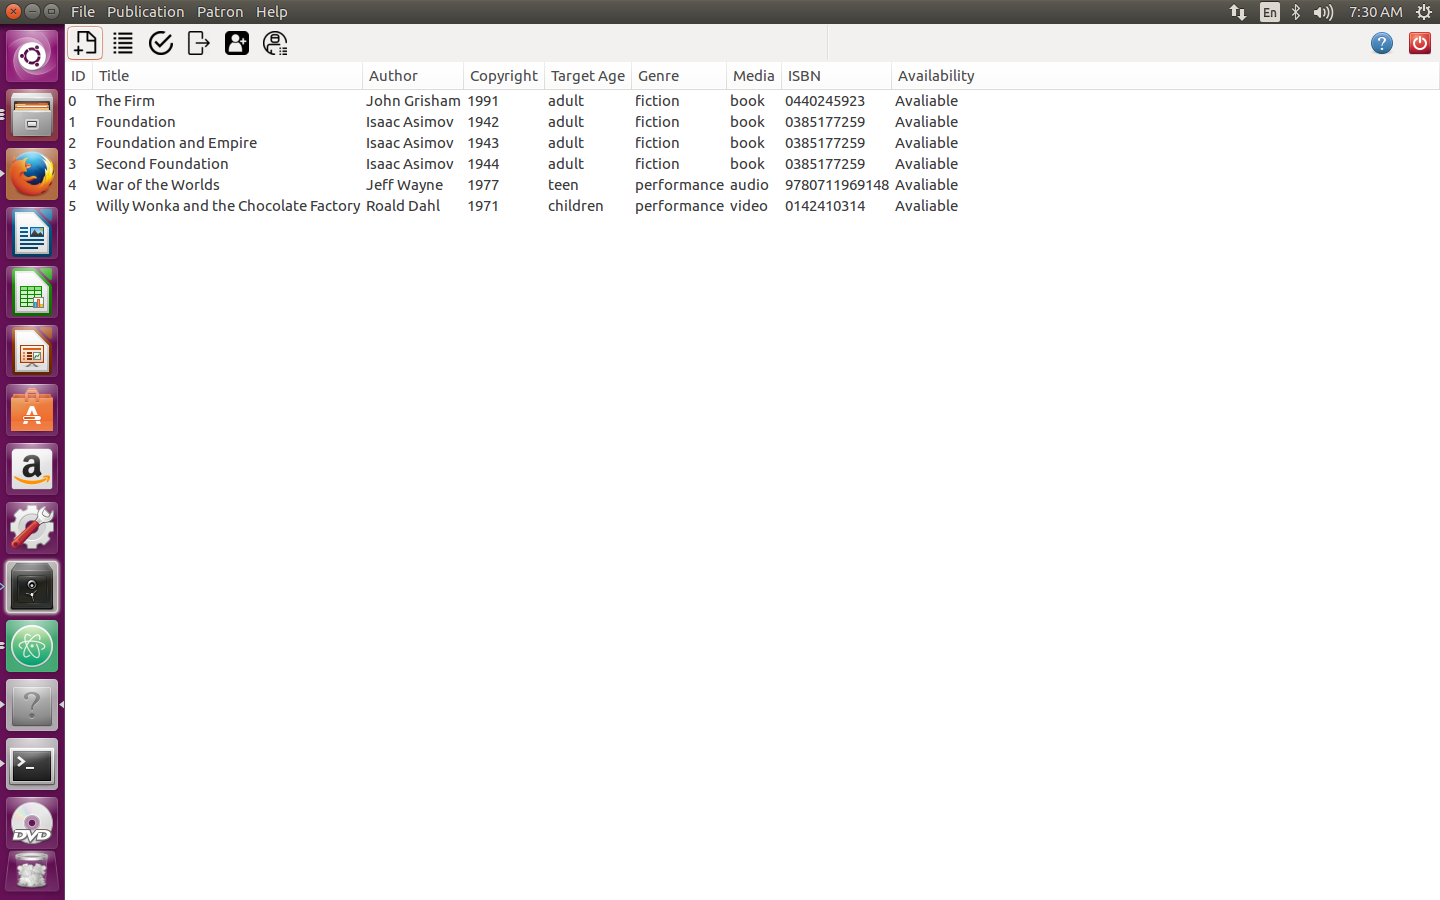 File Publication Patron Help En 7:30 AM
ID Title Author Copyright Target Age Genre Media ISBN Availability
0 The Firm John Grisham 1991 adult fiction book 0440245923 Avaliable
1 Foundation Isaac Asimov 1942 adult fiction book 0385177259 Avaliable
2 Foundation and Empire Isaac Asimov 1943 adult fiction book 0385177259 Avaliable
3 Second Foundation Isaac Asimov 1944 adult fiction book 0385177259 Avaliable
4 War of the Worlds Jeff Wayne 1977 teen performance audio 9780711969148 Avaliable
5 Willy Wonka and the Chocolate Factory Roald Dahl 1971 children performance video 0142410314 Avaliable
DVD